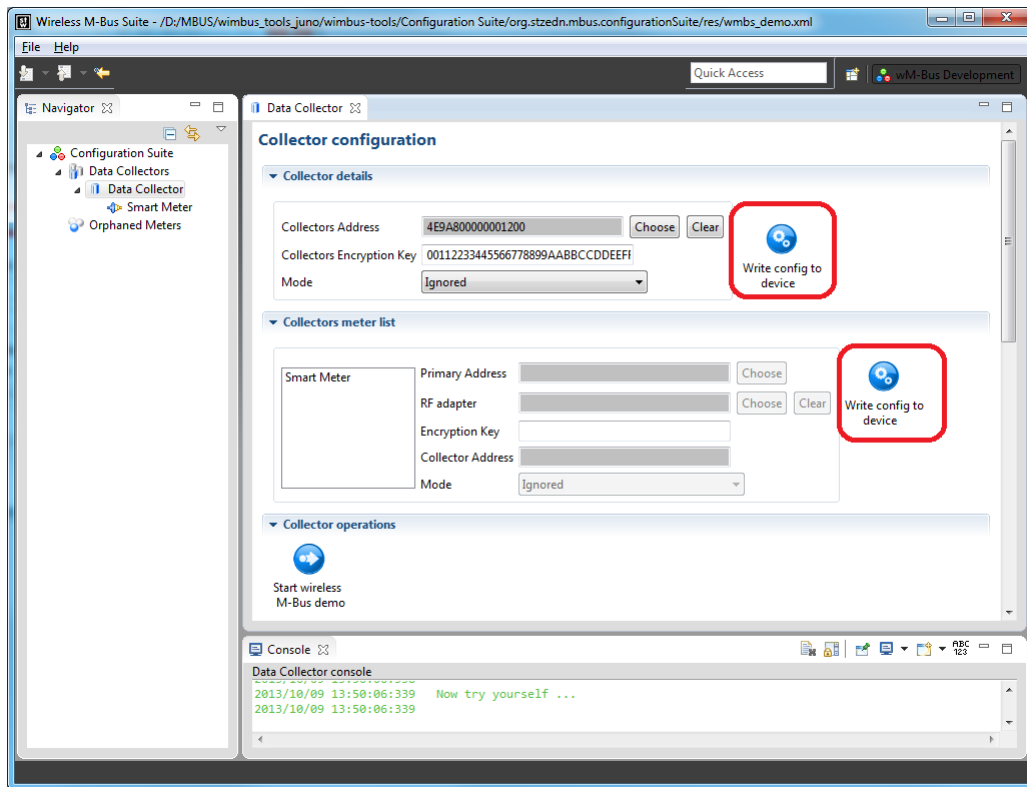 Wireless M-Bus Suite - /D:/MBUS/wimbus_tools_juno/wimbus-tools/Configuration Suite/org.stzedn.mbus.configurationSuite/res/wmbs_demo.xml
File Help
Quick Access
wM-Bus Development
Navigator
Configuration Suite
Data Collectors
Data Collector
Smart Meter
Orphaned Meters
Data Collector
Collector configuration
Collector details
Collectors Address 4E9A800000001200 Choose Clear
Collectors Encryption Key 00112233445566778899AABBCCDDEEFF
Mode Ignored
Write config to
device
Collectors meter list
Smart Meter
Primary Address Choose
RF adapter Choose Clear
Encryption Key
Collector Address
Mode Ignored
Write config to
device
Collector operations
Start wireless
M-Bus demo
Console
ABC
123
Data Collector console
2013/10/09 13:50:06:339 Now try yourself ...
2013/10/09 13:50:06:339